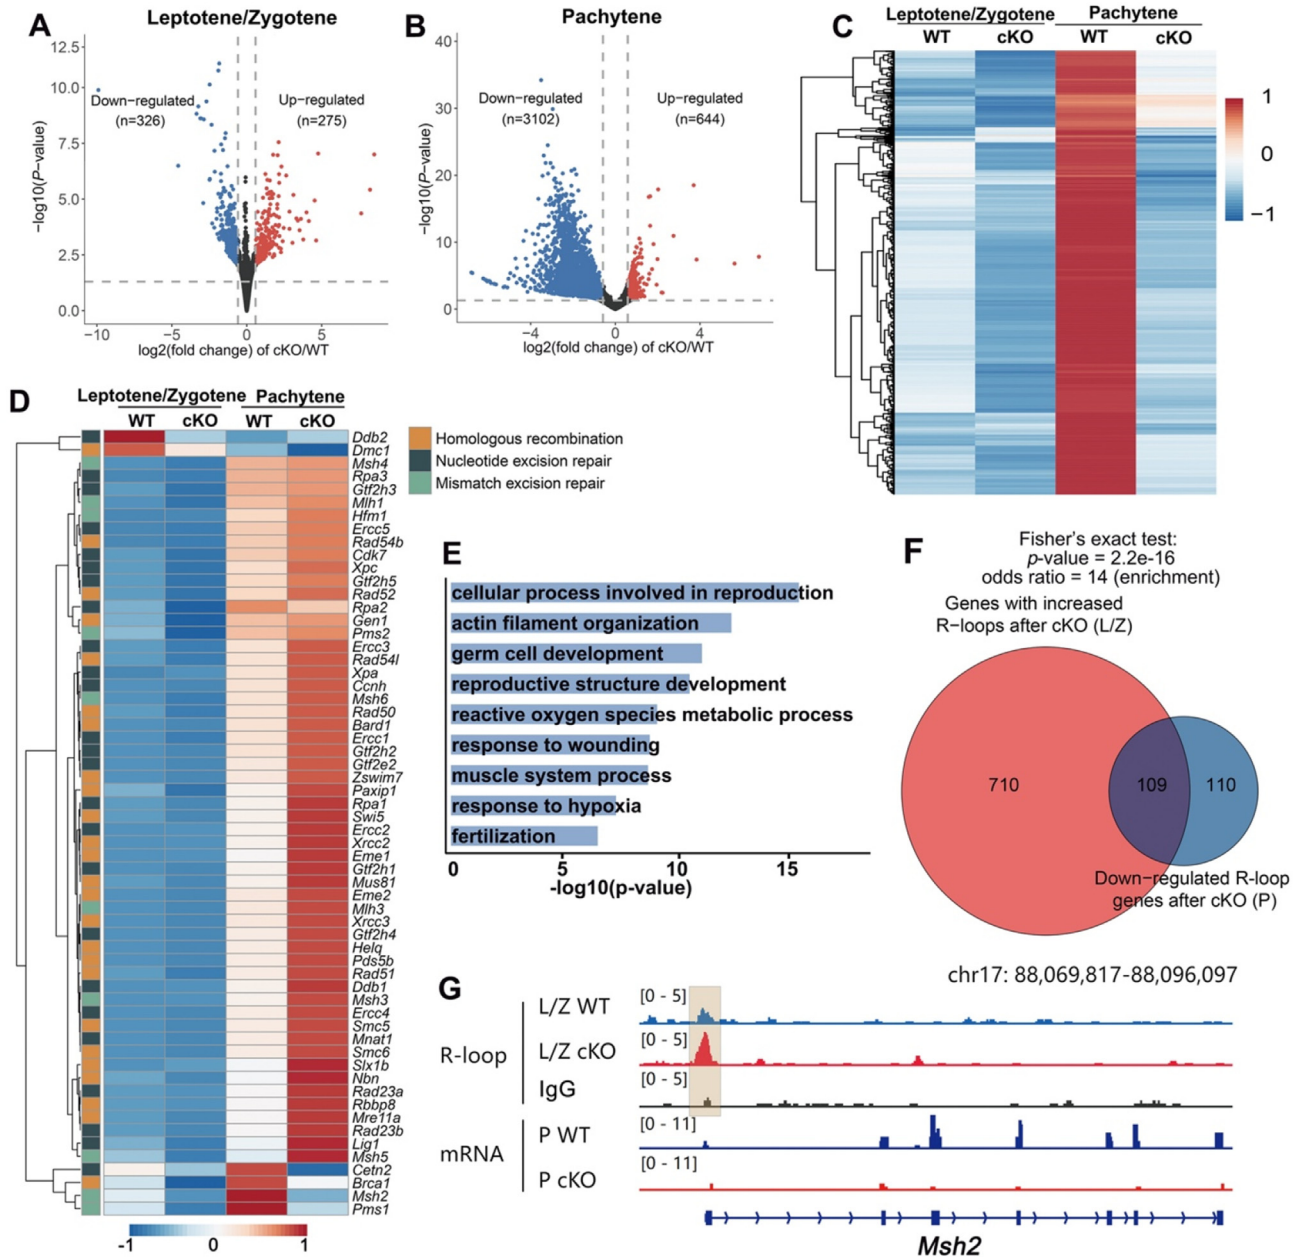 A
Leptotene/Zygotene
12.5
10.0
7.5
5.0
2.5
0.0
−log10(P−value)
Down−regulated
(n=326)
Up−regulated
(n=275)
−10
−5
0
5
log2(fold change) of cKO/WT
B
Pachytene
40
30
20
10
0
−log10(P−value)
Down−regulated
(n=3102)
Up−regulated
(n=644)
−4
0
4
log2(fold change) of cKO/WT
C
Leptotene/Zygotene
Pachytene
WT
cKO
WT
cKO
1
0
−1
D
Leptotene/Zygotene
Pachytene
WT
cKO
WT
cKO
Ddb2
Dmc1
Msh4
Rpa3
Gtf2h3
Mlh1
Hfm1
Ercc5
Rad54b
Cdk7
Xpc
Gtf2h5
Rad52
Rpa2
Gen1
Pms2
Ercc3
Rad54l
Xpa
Ccnh
Msh6
Rad50
Bard1
Ercc1
Gtf2h2
Gtf2e2
Zswim7
Paxip1
Rpa1
Swi5
Ercc2
Xrcc2
Eme1
Gtf2h1
Mus81
Eme2
Mlh3
Xrcc3
Gtf2h4
Helq
Pds5b
Rad51
Ddb1
Msh3
Ercc4
Smc5
Mnat1
Smc6
Slx1b
Nbn
Rad23a
Rbbp8
Mre11a
Rad23b
Lig1
Msh5
Cetn2
Brca1
Msh2
Pms1
-1
0
1
Homologous recombination
Nucleotide excision repair
Mismatch excision repair
E
cellular process involved in reproduction
actin filament organization
germ cell development
reproductive structure development
reactive oxygen species metabolic process
response to wounding
muscle system process
response to hypoxia
fertilization
0
5
10
15
-log10(p-value)
F
Fisher's exact test:
p-value = 2.2e-16
odds ratio = 14 (enrichment)
Genes with increased
R−loops after cKO (L/Z)
710
109
110
Down−regulated R-loop
genes after cKO (P)
G
chr17: 88,069,817-88,096,097
R-loop
L/Z WT
[0 - 5]
L/Z cKO
[0 - 5]
IgG
[0 - 5]
mRNA
P WT
[0 - 11]
P cKO
[0 - 11]
Msh2